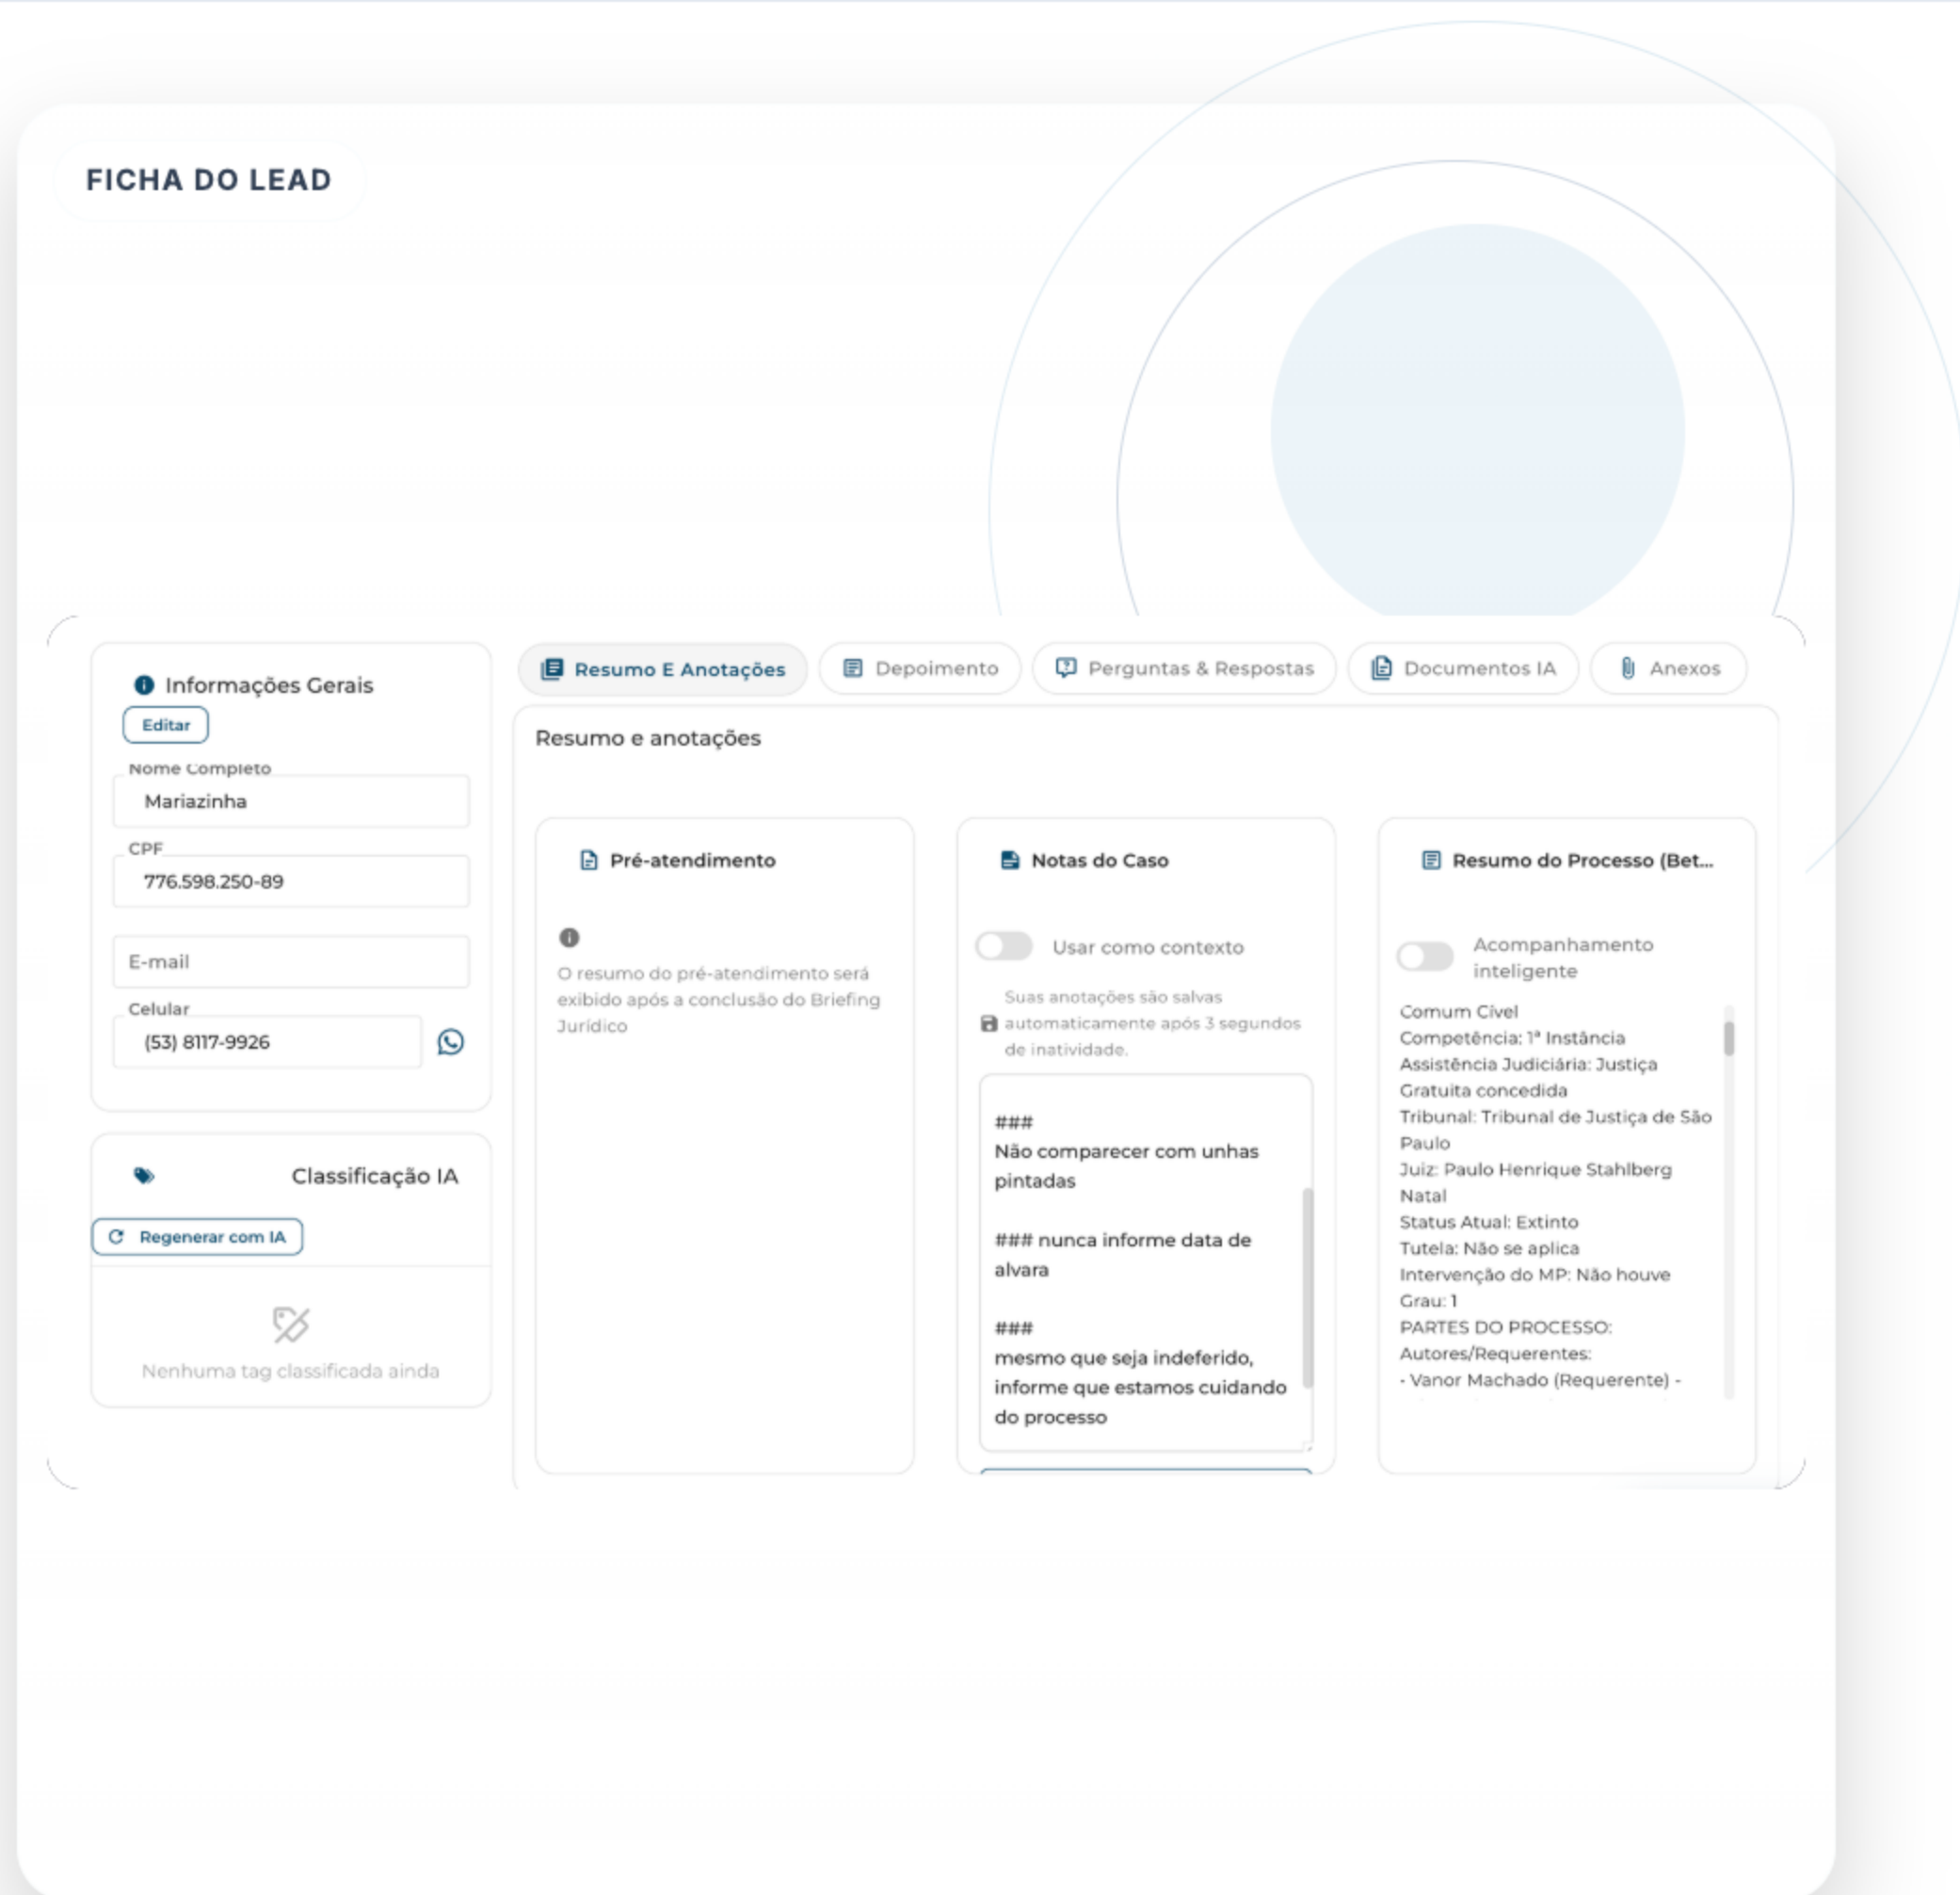 FICHA DO LEAD
Informações Gerais
Editar
Nome Completo
Mariazinha
CPF
776.598.250-89
E-mail
Celular
(53) 8117-9926
Classificação IA
Regenerar com IA
Nenhuma tag classificada ainda
Resumo E Anotações
Depoimento
Perguntas & Respostas
Documentos IA
Anexos
Resumo e anotações
Pré-atendimento
O resumo do pré-atendimento será
exibido após a conclusão do Briefing
Jurídico
Notas do Caso
Usar como contexto
Suas anotações são salvas
automaticamente após 3 segundos
de inatividade.
###
Não comparecer com unhas
pintadas
### nunca informe data de
alvara
###
mesmo que seja indeferido,
informe que estamos cuidando
do processo
Resumo do Processo (Bet...
Acompanhamento
inteligente
Comum Cível
Competência: 1ª Instância
Assistência Judiciária: Justiça
Gratuita concedida
Tribunal: Tribunal de Justiça de São
Paulo
Juiz: Paulo Henrique Stahlberg
Natal
Status Atual: Extinto
Tutela: Não se aplica
Intervenção do MP: Não houve
Grau: 1
PARTES DO PROCESSO:
Autores/Requerentes:
- Vanor Machado (Requerente) -